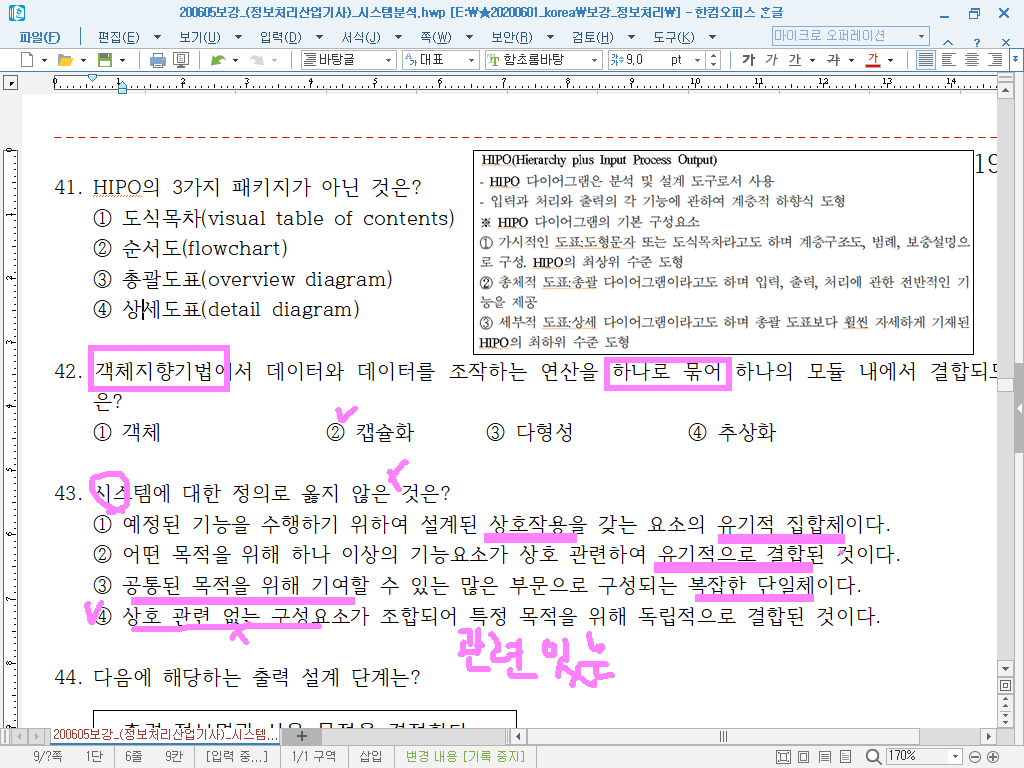 200605보강_(정보처리산업기사)_시스템분석.hwp [E:₩★20200601_korea₩보강_정보처리₩] - 한컴오피스 한글
파일(F) 편집(E) 보기(U) 입력(D) 서식(J) 쪽(W) 보안(R) 검토(H) 도구(K) 마이크로 오퍼레이션
바탕글 대표 함초롬바탕 9,0 pt 가 가 가 가 가
1 2 3 4 5 6 7 8 9 10 11 12 13 14
19
HIPO(Hierarchy plus Input Process Output)
- HIPO 다이어그램은 분석 및 설계 도구로서 사용
- 입력과 처리와 출력의 각 기능에 관하여 계층적 하향식 도형
※ HIPO 다이어그램의 기본 구성요소
① 가시적인 도표:도형문자 또는 도식목차라고도 하며 계층구조도, 범례, 보충설명으
로 구성. HIPO의 최상위 수준 도형
② 총체적 도표:총괄 다이어그램이라고도 하며 입력, 출력, 처리에 관한 전반적인 기
능을 제공
③ 세부적 도표:상세 다이어그램이라고도 하며 총괄 도표보다 훨씬 자세하게 기재된
HIPO의 최하위 수준 도형
41. HIPO의 3가지 패키지가 아닌 것은?
① 도식목차(visual table of contents)
② 순서도(flowchart)
③ 총괄도표(overview diagram)
④ 상세도표(detail diagram)
42. 객체지향기법에서 데이터와 데이터를 조작하는 연산을 하나로 묶어 하나의 모듈 내에서 결합되도
은?
① 객체 ② 캡슐화 ③ 다형성 ④ 추상화
43. 시스템에 대한 정의로 옳지 않은 것은?
① 예정된 기능을 수행하기 위하여 설계된 상호작용을 갖는 요소의 유기적 집합체이다.
② 어떤 목적을 위해 하나 이상의 기능요소가 상호 관련하여 유기적으로 결합된 것이다.
③ 공통된 목적을 위해 기여할 수 있는 많은 부문으로 구성되는 복잡한 단일체이다.
④ 상호 관련 없는 구성요소가 조합되어 특정 목적을 위해 독립적으로 결합된 것이다.
관련 있는
44. 다음에 해당하는 출력 설계 단계는?
200605보강_(정보처리산업기사)_시스템...
9/?쪽 1단 6줄 9칸 [입력 중...] 1/1 구역 삽입 변경 내용 [기록 중지] 170%